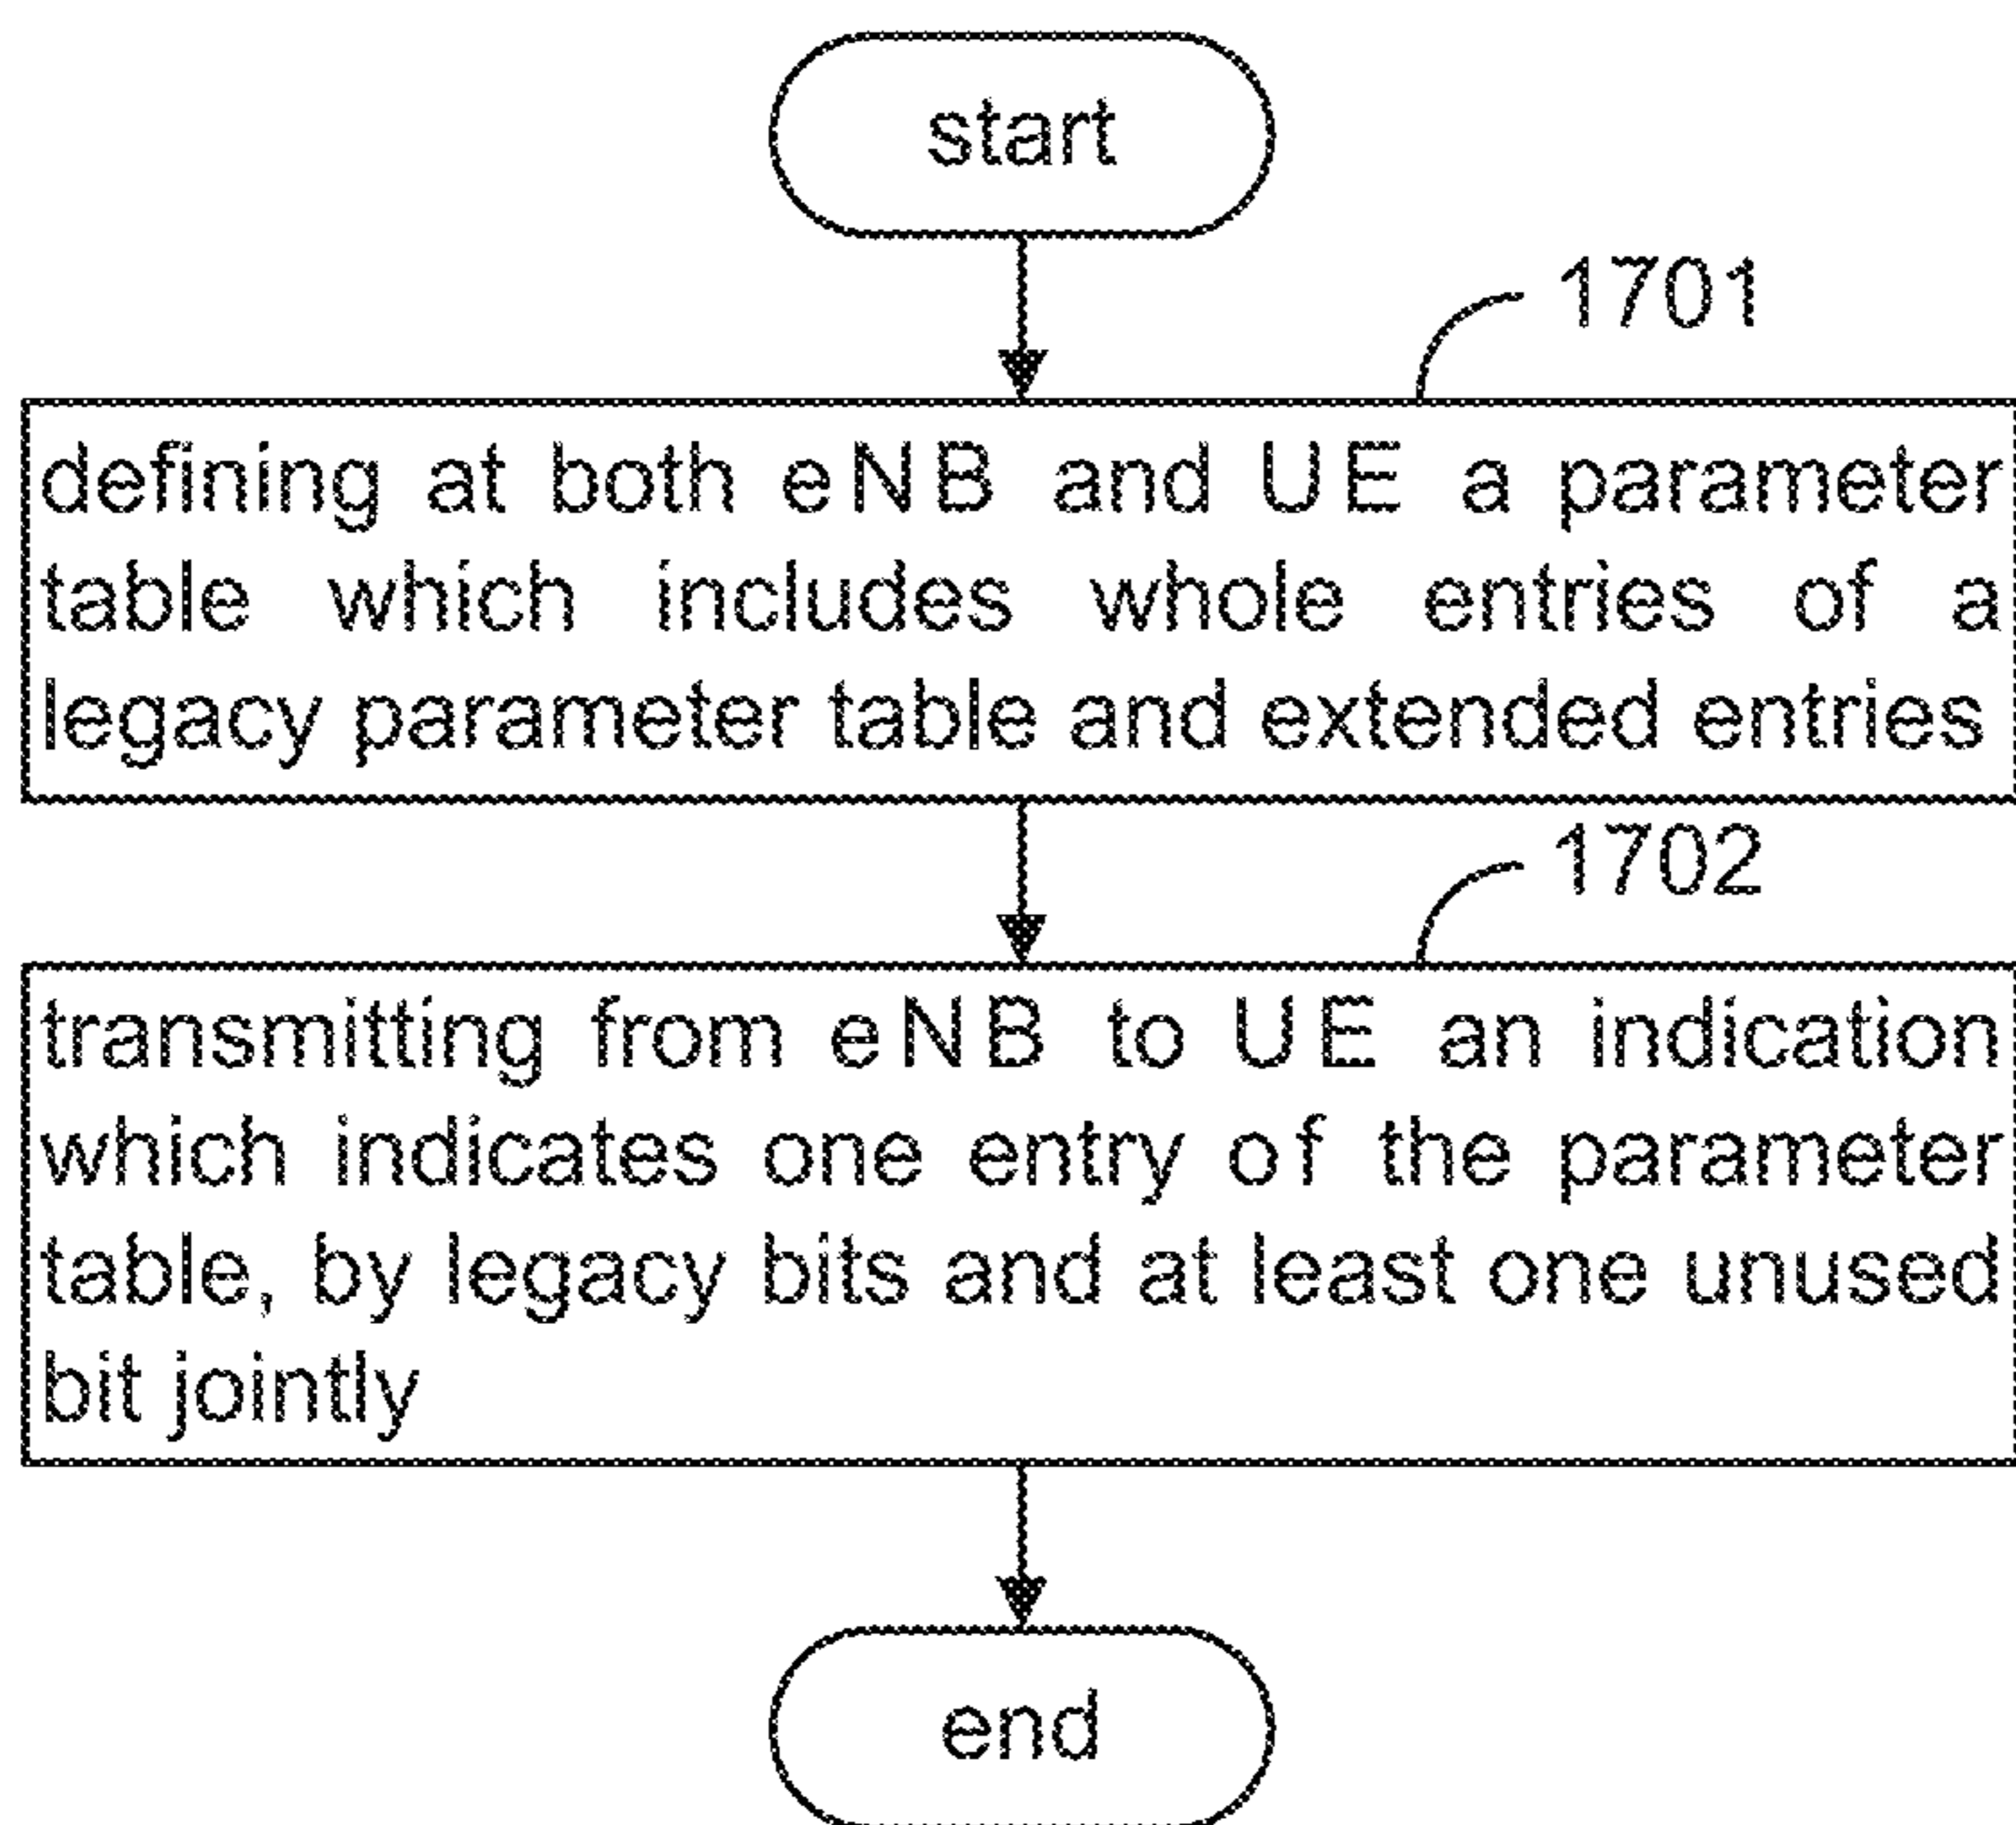 start
1701
defining at both eNB and UE a parameter
table which includes whole entries of a
legacy parameter table and extended entries
1702
transmitting from eNB to UE an indication
which indicates one entry of the parameter
table, by legacy bits and at least one unused
bit jointly
end